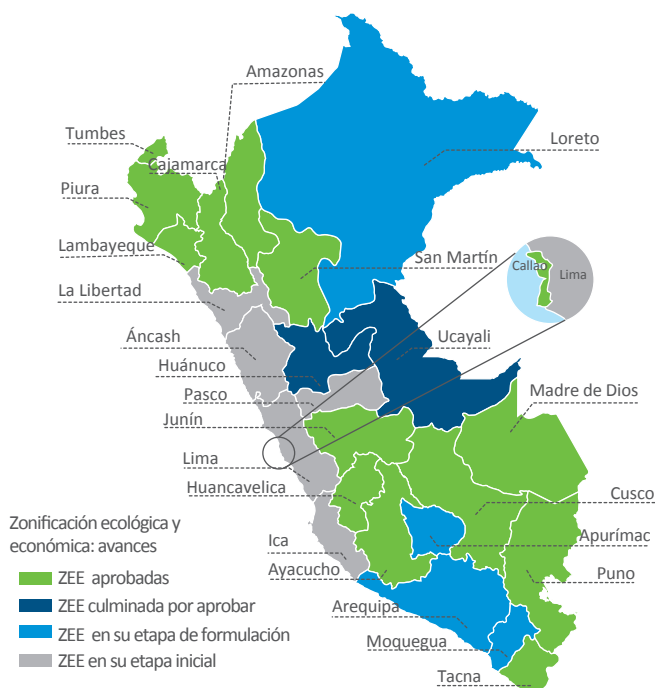 Amazonas
Tumbes
Loreto
Cajamarca
Piura
Lambayeque
San Martín
Callao
Lima
La Libertad
Áncash
Ucayali
Huánuco
Pasco
Madre de Dios
Junín
Lima
Huancavelica
Cusco
Zonificación ecológica y
económica: avances
Ica
Apurímac
ZEE aprobadas
Ayacucho
Puno
ZEE culminada por aprobar
Arequipa
ZEE en su etapa de formulación
Moquegua
ZEE en su etapa inicial
Tacna